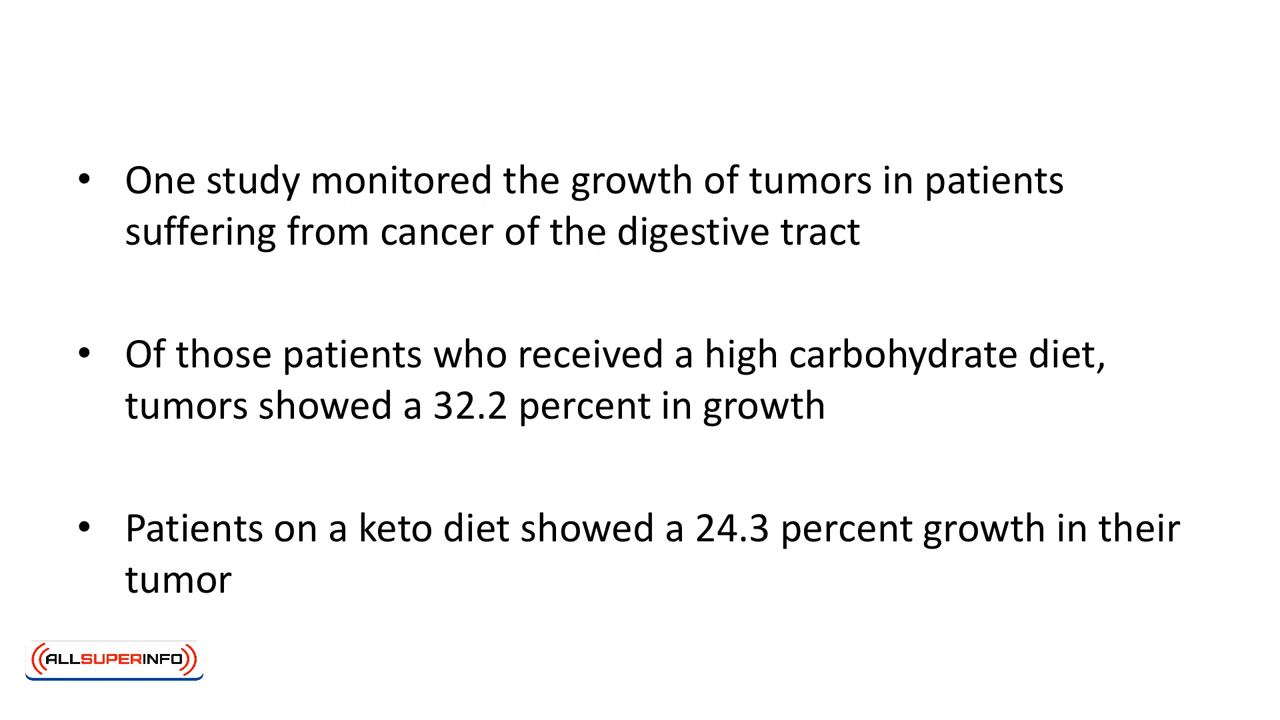 • One study monitored the growth of tumors in patients
suffering from cancer of the digestive tract
• Of those patients who received a high carbohydrate diet,
tumors showed a 32.2 percent in growth
• Patients on a keto diet showed a 24.3 percent growth in their
tumor
ALLSUPERINFO